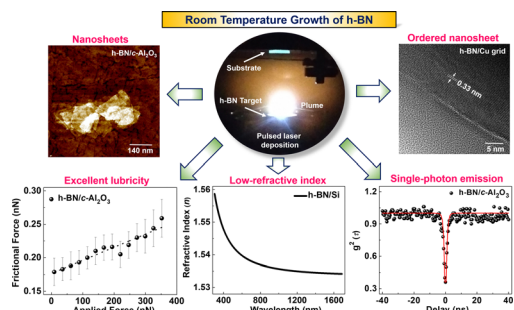 Room Temperature Growth of h-BN
Nanosheets
Ordered nanosheet
h-BN/c-Al₂O₃
140 nm
Substrate
h-BN Target
Plume
Pulsed laser
deposition
h-BN/Cu grid
0.33 nm
5 nm
Excellent lubricity
Low-refractive index
Single-photon emission
Frictional Force (nN)
0.30
0.25
0.20
0.15
h-BN/c-Al₂O₃
0 100 200 300 400
Applied Force (nN)
Refractive Index (n)
1.56
1.54
1.53
h-BN/Si
400 800 1200 1600
Wavelength (nm)
g² (τ)
1.2
0.9
0.6
0.3
h-BN/c-Al₂O₃
-40 -20 0 20 40
Delay (ns)